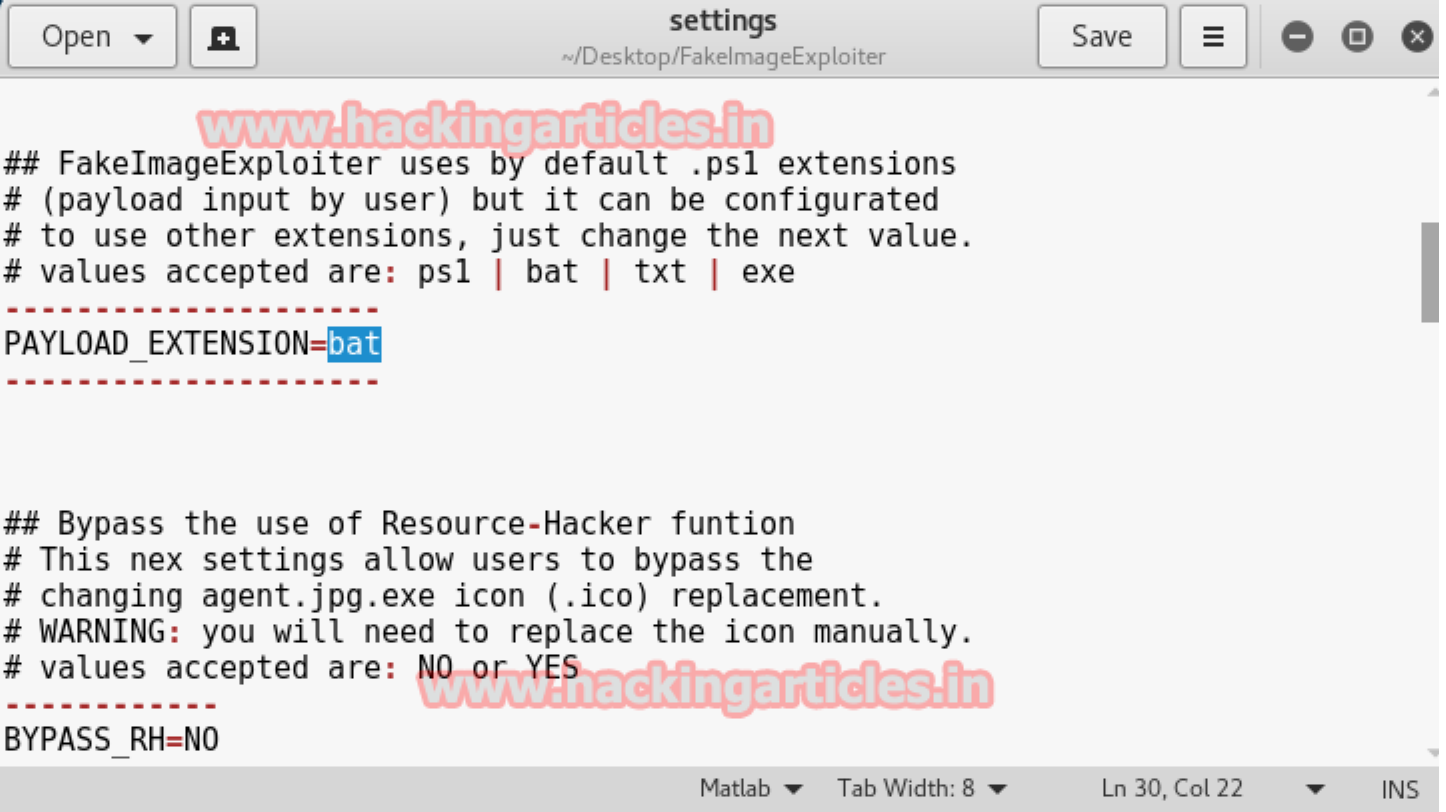 Open
settings
~/Desktop/FakeImageExploiter
Save
www.hackingarticles.in
## FakeImageExploiter uses by default .ps1 extensions
# (payload input by user) but it can be configurated
# to use other extensions, just change the next value.
# values accepted are: ps1 | bat | txt | exe
---------------------
PAYLOAD_EXTENSION=bat
---------------------
## Bypass the use of Resource-Hacker funtion
# This nex settings allow users to bypass the
# changing agent.jpg.exe icon (.ico) replacement.
# WARNING: you will need to replace the icon manually.
# values accepted are: NO or YES
www.hackingarticles.in
------------
BYPASS_RH=NO
Matlab Tab Width: 8 Ln 30, Col 22 INS